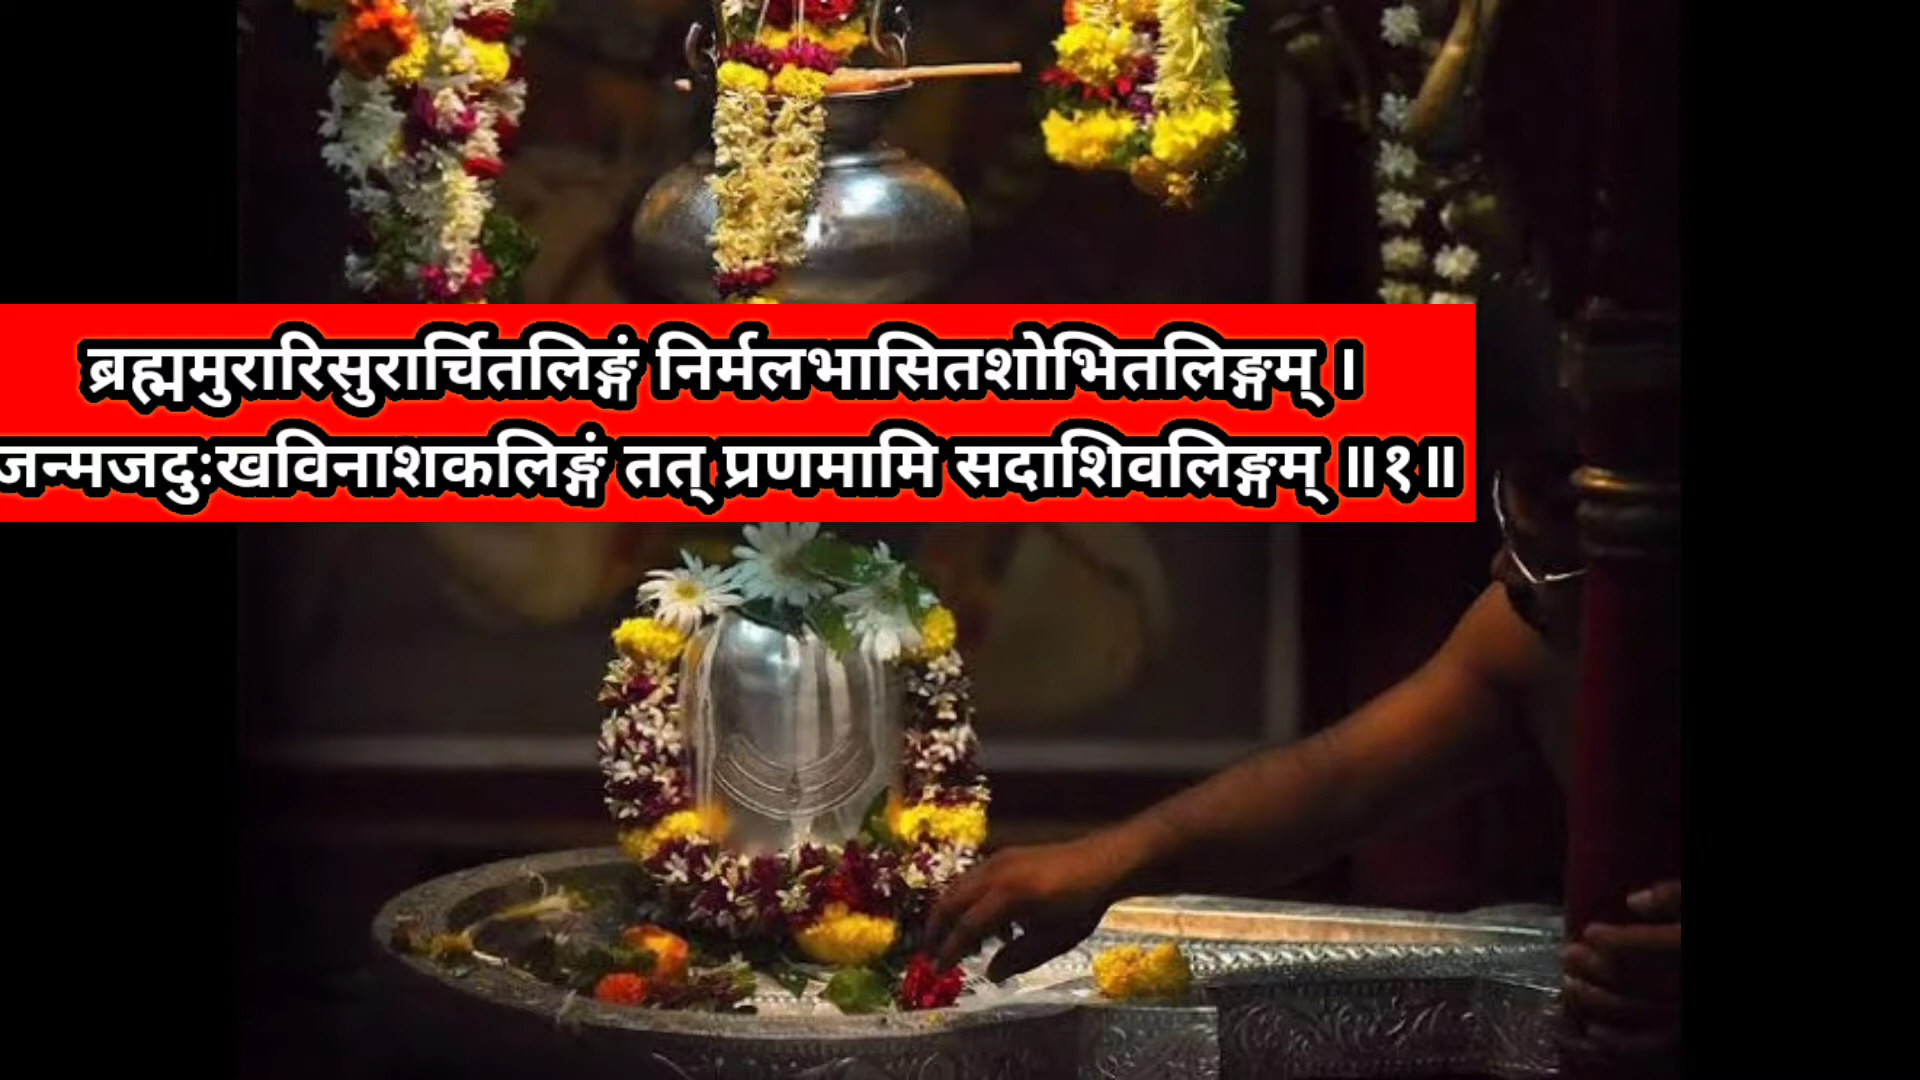 ब्रह्ममुरारिसुरार्चितलिङ्गं निर्मलभासितशोभितलिङ्गम् ।
जन्मजदुःखविनाशकलिङ्गं तत् प्रणमामि सदाशिवलिङ्गम् ॥१॥